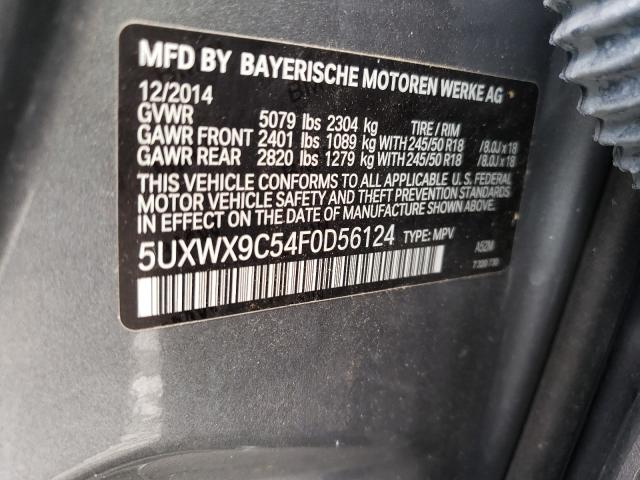 MFD BY BAYERISCHE MOTOREN WERKE AG
12/2014
GVWR 5079 lbs 2304 kg TIRE / RIM
GAWR FRONT 2401 lbs 1089 kg WITH 245/50 R18 /8.0J x 18
GAWR REAR 2820 lbs 1279 kg WITH 245/50 R18 /8.0J x 18
THIS VEHICLE CONFORMS TO ALL APPLICABLE U.S. FEDERAL
MOTOR VEHICLE SAFETY AND THEFT PREVENTION STANDARDS
IN EFFECT ON THE DATE OF MANUFACTURE SHOWN ABOVE.
5UXWX9C54F0D56124 TYPE: MPV A52M